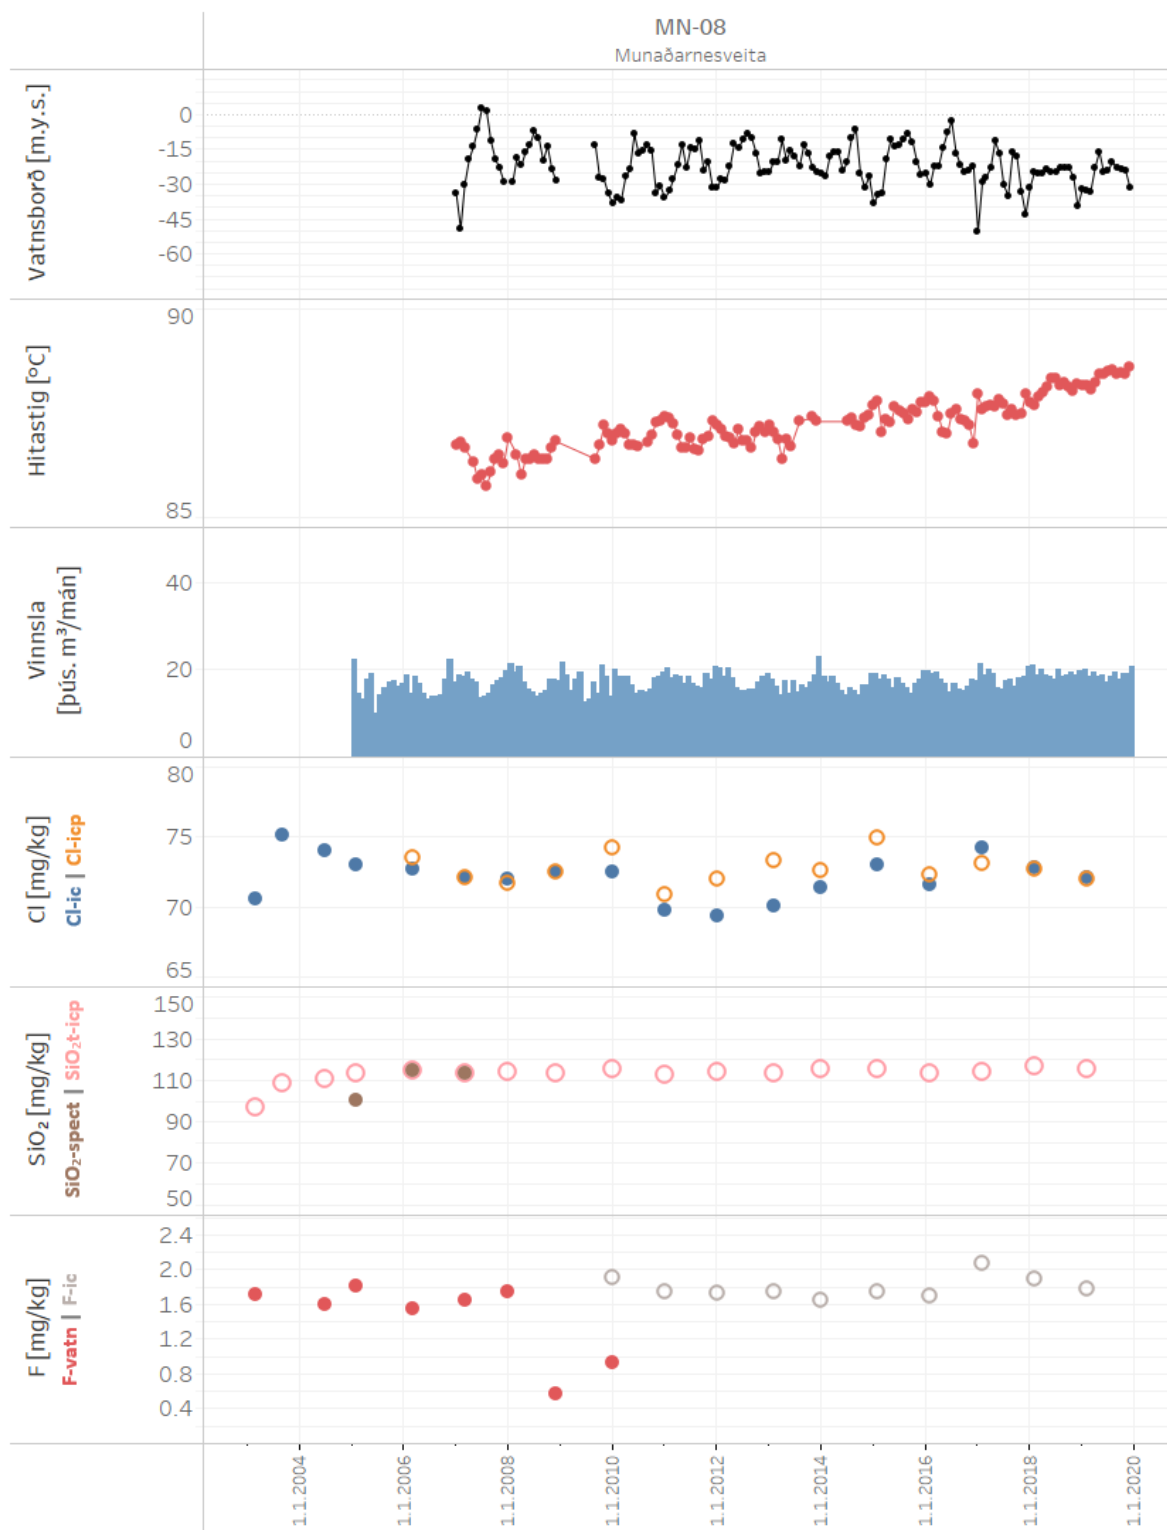 MN-08
Munaðarnesveita
Vatnsborð [m.y.s.]
0
-15
-30
-45
-60
Hitastig [°C]
90
85
Vinnsla
[þús. m³/mán]
40
20
0
Cl [mg/kg]
Cl-ic | Cl-icp
80
75
70
65
SiO₂ [mg/kg]
SiO₂-spect | SiO₂t-icp
150
130
110
90
70
50
F [mg/kg]
F-vatn | F-ic
2.4
2.0
1.6
1.2
0.8
0.4
1.1.2004
1.1.2006
1.1.2008
1.1.2010
1.1.2012
1.1.2014
1.1.2016
1.1.2018
1.1.2020